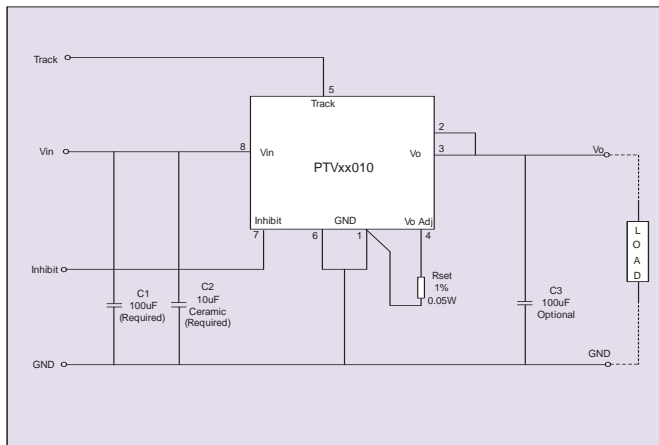 Track
5
Track
2
Vin
8
Vin
Vo
3
Vo
PTVxx010
Inhibit
GND
Vo Adj
7
6
1
4
LOAD
Inhibit
C1
100uF
(Required)
C2
10uF
Ceramic
(Required)
Rset
1%
0.05W
C3
100uF
Optional
GND
GND